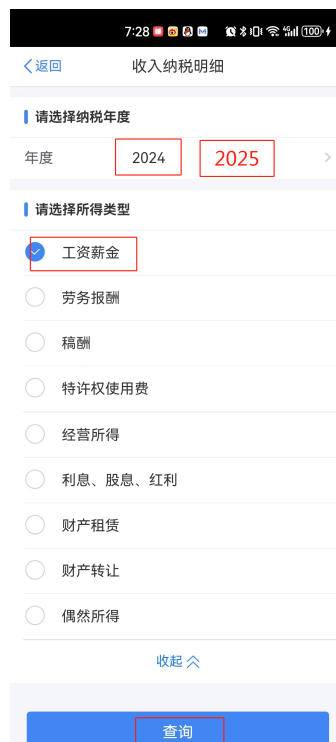 7:28 100
返回 收入纳税明细
请选择纳税年度
年度 2024 2025
请选择所得类型
工资薪金
劳务报酬
稿酬
特许权使用费
经营所得
利息、股息、红利
财产租赁
财产转让
偶然所得
收起
查询